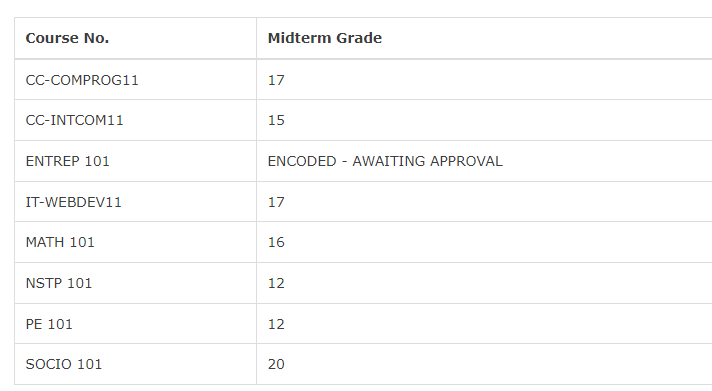 Course No. Midterm Grade
CC-COMPROG11 17
CC-INTCOM11 15
ENTREP 101 ENCODED - AWAITING APPROVAL
IT-WEBDEV11 17
MATH 101 16
NSTP 101 12
PE 101 12
SOCIO 101 20